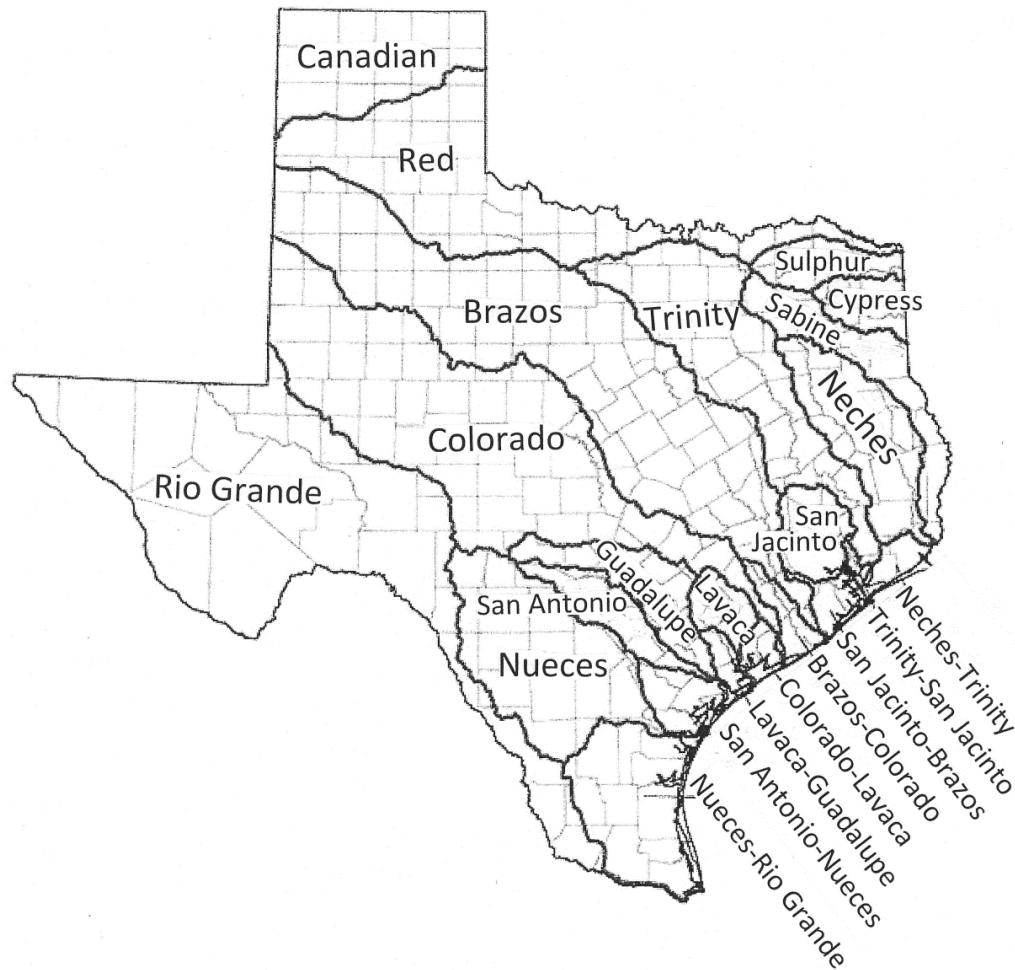 Canadian
Red
Sulphur
Cypress
Brazos
Trinity
Sabine
Neches
Colorado
Rio Grande
San
Jacinto
Guadalupe
Lavaca
San Antonio
Nueces
Neches-Trinity
Trinity-San Jacinto
San Jacinto-Brazos
Brazos-Colorado
Colorado-Lavaca
Lavaca-Guadalupe
San Antonio-Nueces
Nueces-Rio Grande